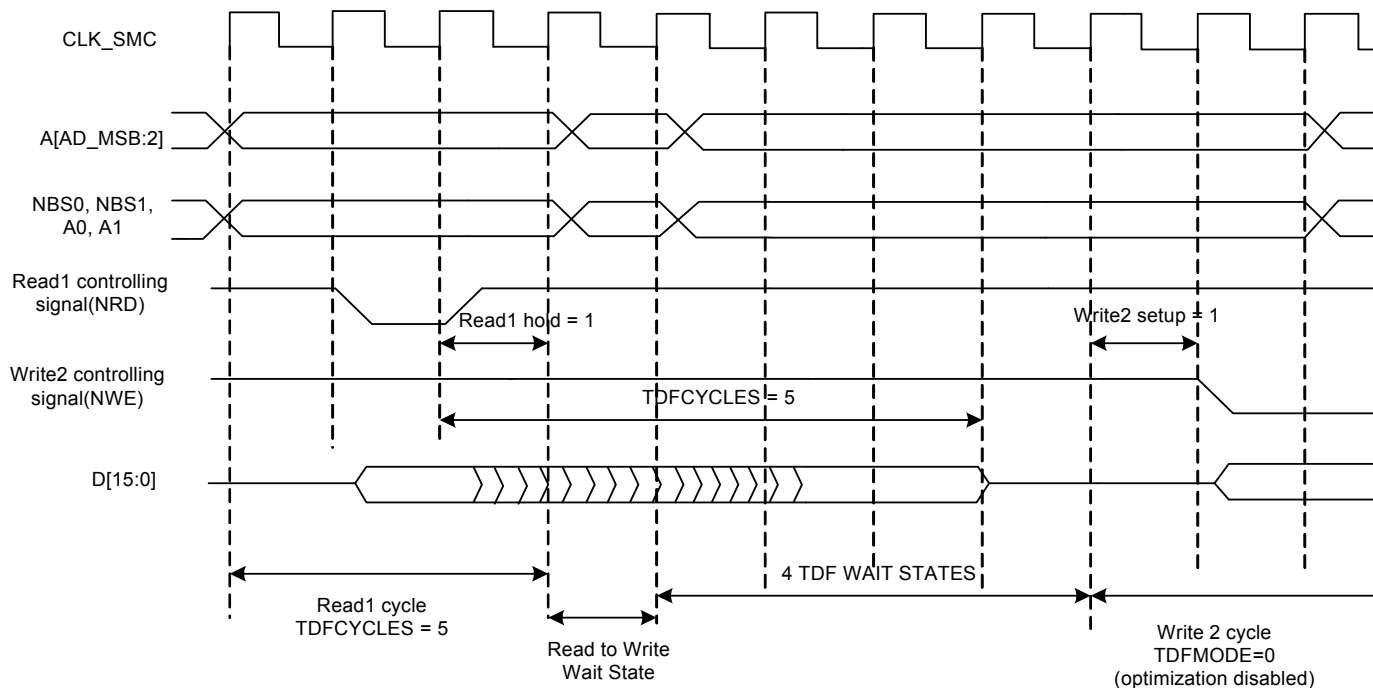 CLK_SMC
A[AD_MSB:2]
NBS0, NBS1,
A0, A1
Read1 controlling
signal(NRD)
Read1 hold = 1
Write2 setup = 1
Write2 controlling
signal(NWE)
TDFCYCLES = 5
D[15:0]
4 TDF WAIT STATES
Read1 cycle
TDFCYCLES = 5
Read to Write
Wait State
Write 2 cycle
TDFMODE=0
(optimization disabled)